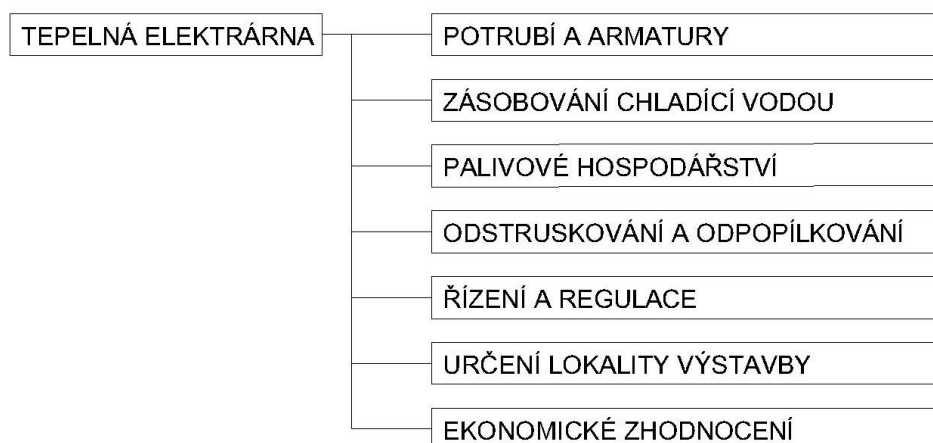 TEPELNÁ ELEKTRÁRNA
POTRUBÍ A ARMATURY
ZÁSOBOVÁNÍ CHLADÍCÍ VODOU
PALIVOVÉ HOSPODÁŘSTVÍ
ODSTRUSKOVÁNÍ A ODPOPÍLKOVÁNÍ
ŘÍZENÍ A REGULACE
URČENÍ LOKALITY VÝSTAVBY
EKONOMICKÉ ZHODNOCENÍ